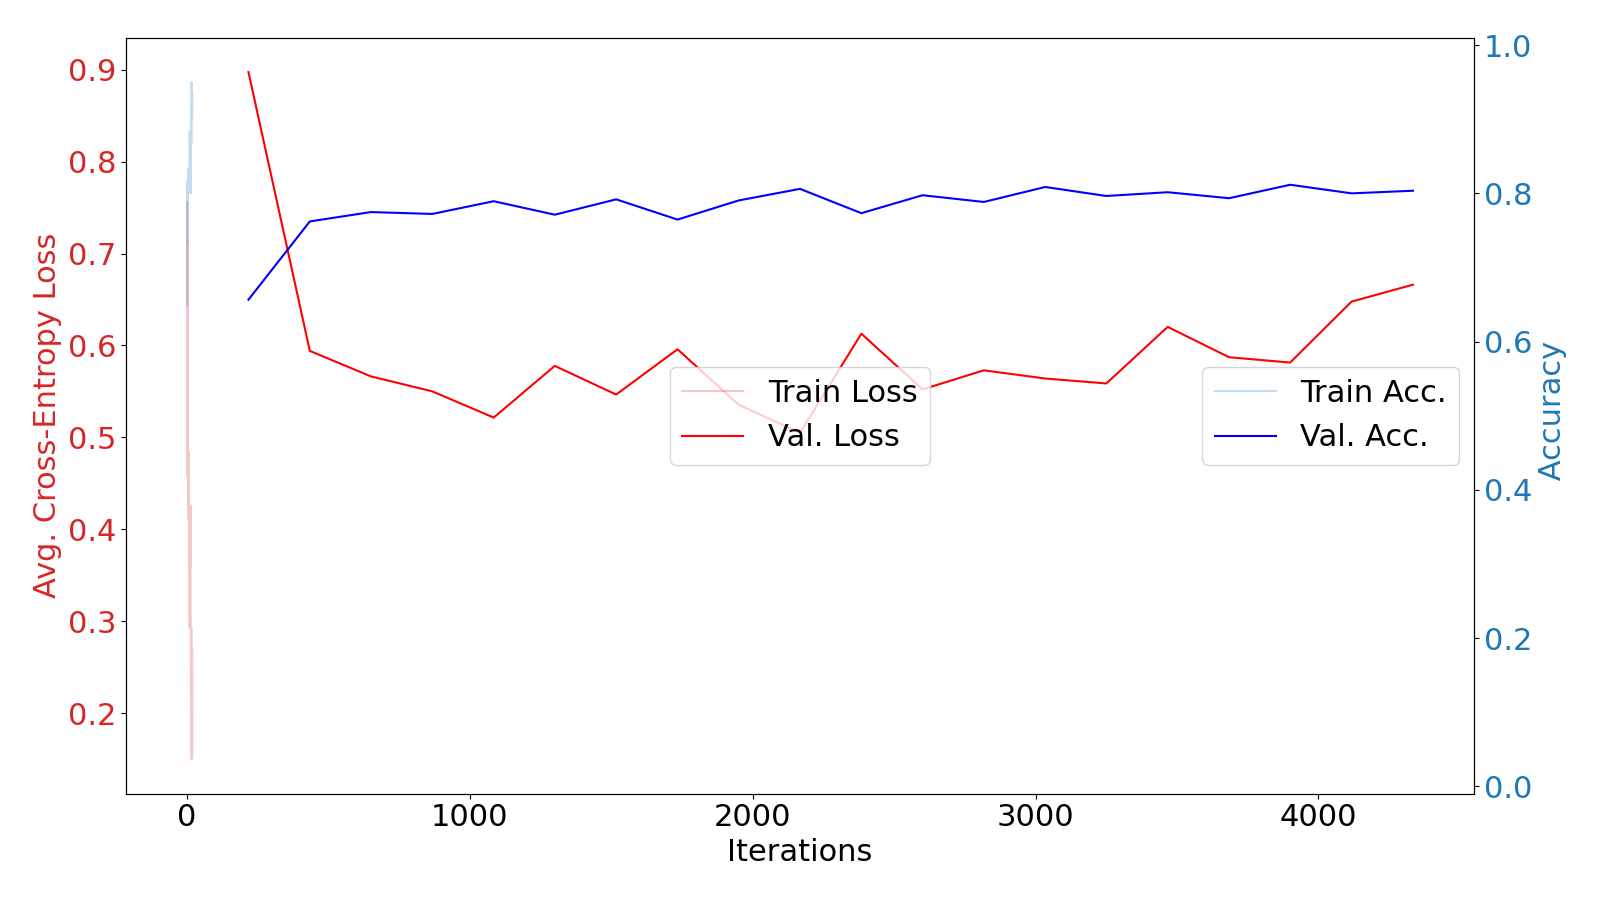 Avg. Cross-Entropy Loss
0.9
0.8
0.7
0.6
0.5
0.4
0.3
0.2
Train Loss
Val. Loss
Train Acc.
Val. Acc.
1.0
0.8
0.6
0.4
0.2
0.0
Accuracy
0 1000 2000 3000 4000
Iterations